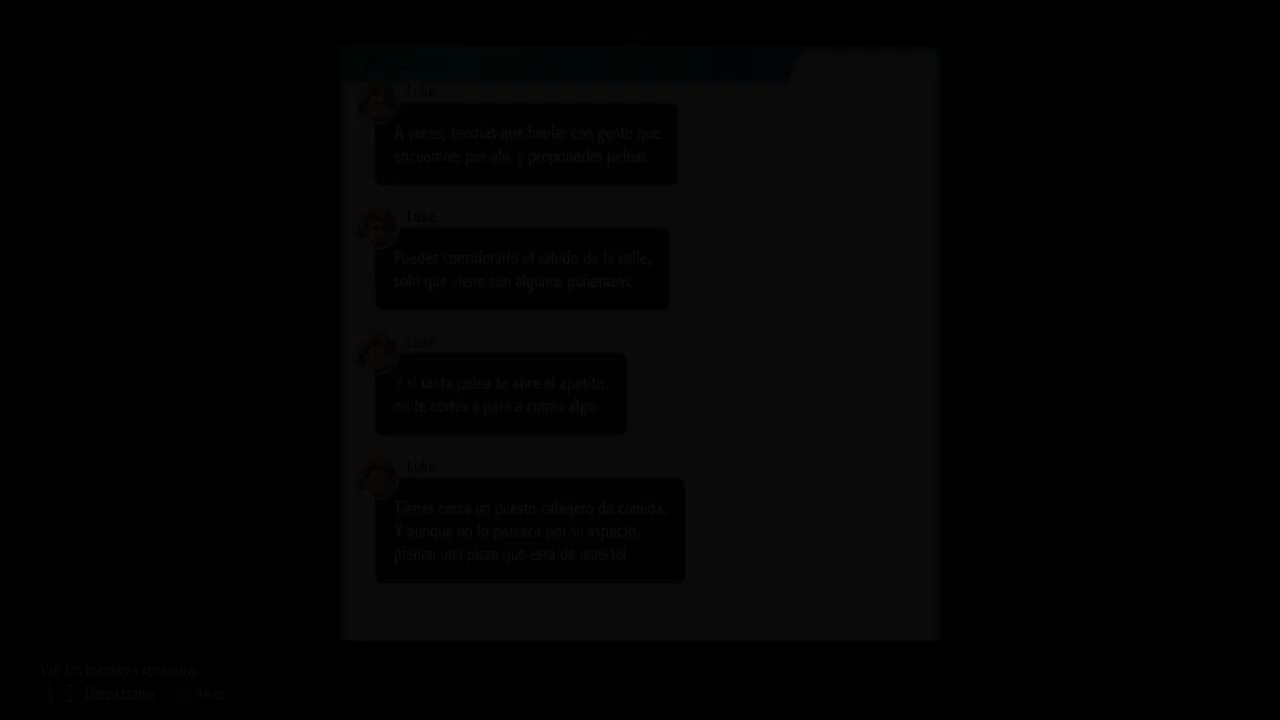 Luke
A veces, tendrás que hablar con gente que
encuentres por ahí, y proponerles peleas.
Luke
Puedes considerarlo el saludo de la calle,
solo que viene con algunos puñetazos.
Luke
Y si tanta pelea te abre el apetito,
no te cortes y para a comer algo.
Luke
Tienes cerca un puesto callejero de comida.
Y aunque no lo parezca por su aspecto,
¡tienen una pizza que está de muerte!
Ver los mensajes recibidos.
Desplazarse
Atrás